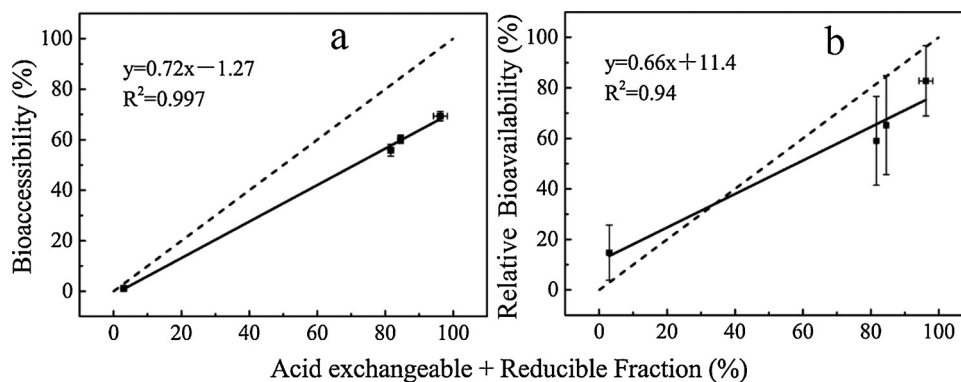 a
y=0.72x−1.27
R²=0.997
Bioaccessibility (%)
100
80
60
40
20
0
0 20 40 60 80 100
b
y=0.66x+11.4
R²=0.94
Relative Bioavailability (%)
100
80
60
40
20
0
0 20 40 60 80 100
Acid exchangeable + Reducible Fraction (%)